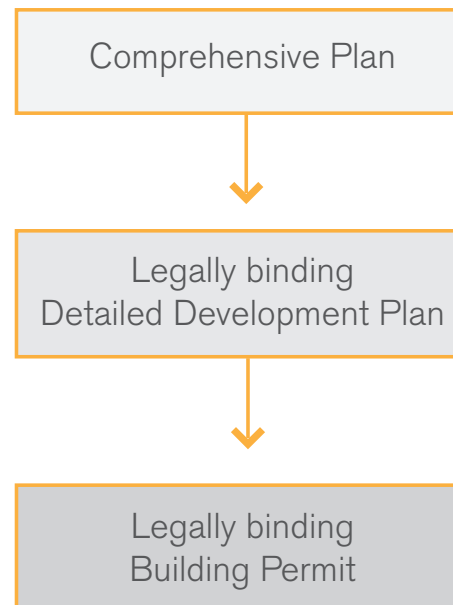 Comprehensive Plan
Legally binding
Detailed Development Plan
Legally binding
Building Permit